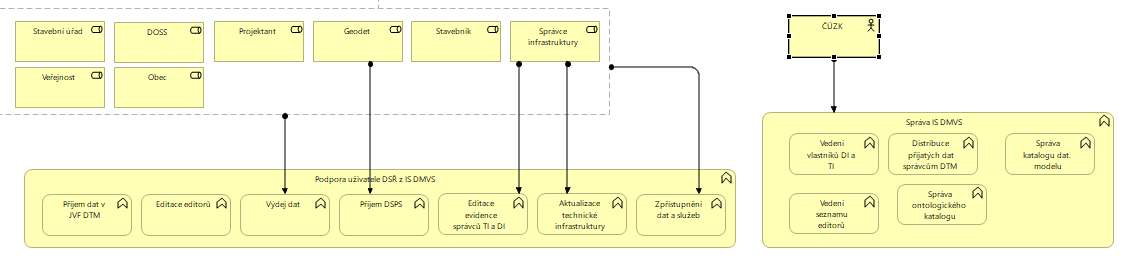 Stavební úřad
DOSS
Projektant
Geodet
Stavebník
Správce
infrastruktury
ČÚZK
Veřejnost
Obec
Podpora uživatele DSŘ z IS DMVS
Příjem dat v
JVF DTM
Editace editorů
Výdej dat
Příjem DSPS
Editace
evidence
správců TI a DI
Aktualizace
technické
infrastruktury
Zpřístupnění
dat a služeb
Správa IS DMVS
Vedení
vlastníků DI a
TI
Distribuce
přijatých dat
správcům DTM
Správa
katalogu dat.
modelu
Vedení
seznamu
editorů
Správa
ontologického
katalogu